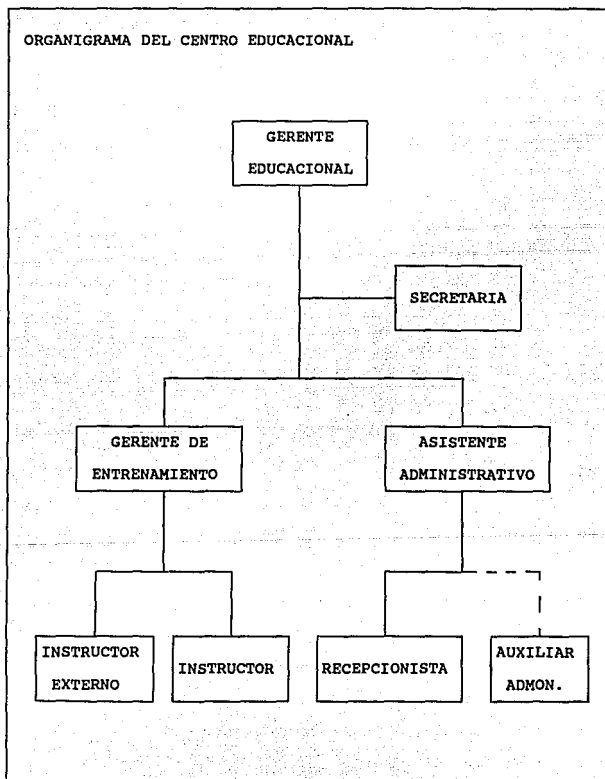 ORGANIGRAMA DEL CENTRO EDUCACIONAL
GERENTE
EDUCACIONAL
SECRETARIA
GERENTE DE
ENTRENAMIENTO
ASISTENTE
ADMINISTRATIVO
INSTRUCTOR
EXTERNO
INSTRUCTOR
RECEPCIONISTA
AUXILIAR
ADMON.